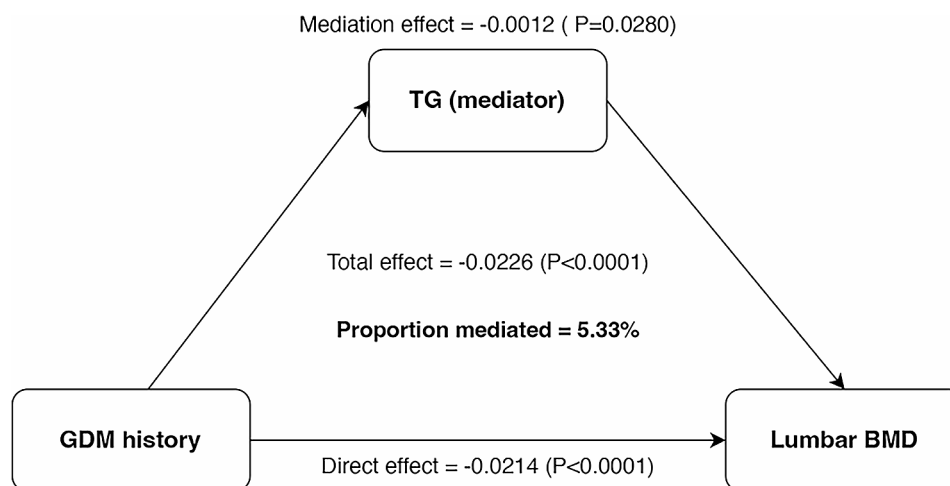 Mediation effect = -0.0012 ( P=0.0280)
TG (mediator)
Total effect = -0.0226 (P<0.0001)
Proportion mediated = 5.33%
GDM history
Lumbar BMD
Direct effect = -0.0214 (P<0.0001)